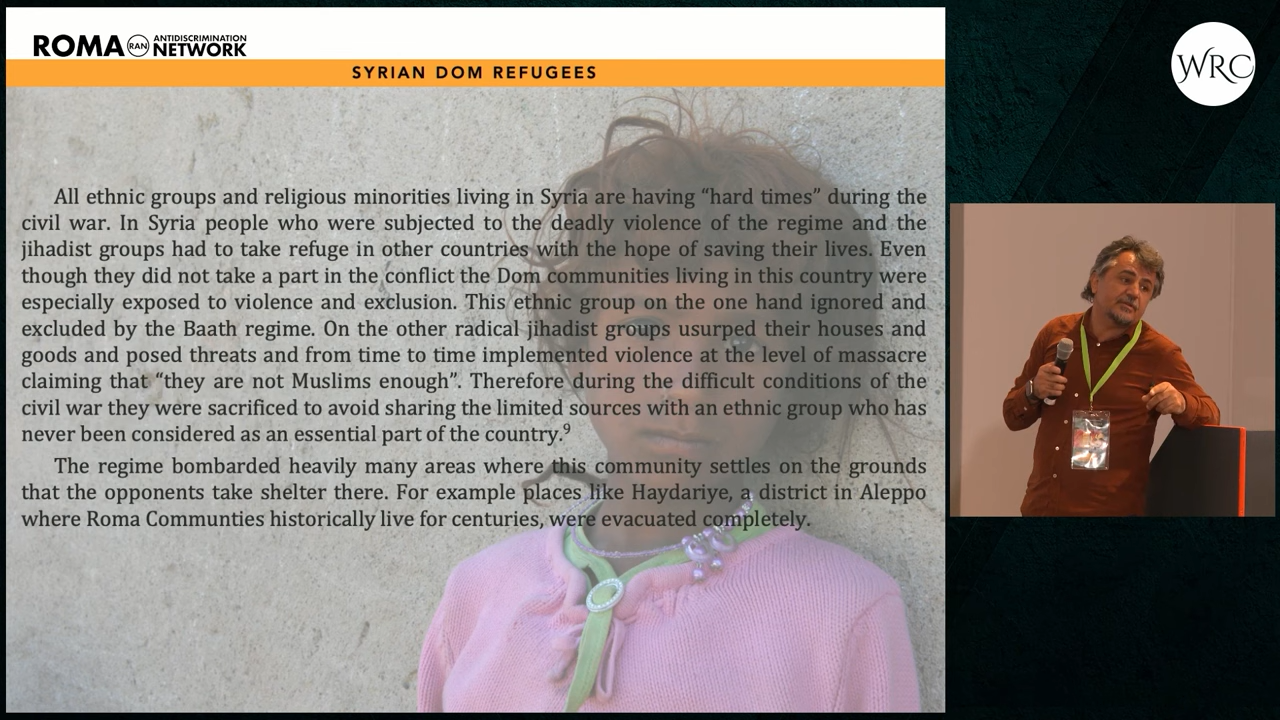 ROMA RAN ANTIDISCRIMINATION NETWORK
SYRIAN DOM REFUGEES
WRC
All ethnic groups and religious minorities living in Syria are having “hard times” during the
civil war. In Syria people who were subjected to the deadly violence of the regime and the
jihadist groups had to take refuge in other countries with the hope of saving their lives. Even
though they did not take a part in the conflict the Dom communities living in this country were
especially exposed to violence and exclusion. This ethnic group on the one hand ignored and
excluded by the Baath regime. On the other radical jihadist groups usurped their houses and
goods and posed threats and from time to time implemented violence at the level of massacre
claiming that “they are not Muslims enough”. Therefore during the difficult conditions of the
civil war they were sacrificed to avoid sharing the limited sources with an ethnic group who has
never been considered as an essential part of the country.9
The regime bombarded heavily many areas where this community settles on the grounds
that the opponents take shelter there. For example places like Haydariye, a district in Aleppo
where Roma Communties historically live for centuries, were evacuated completely.